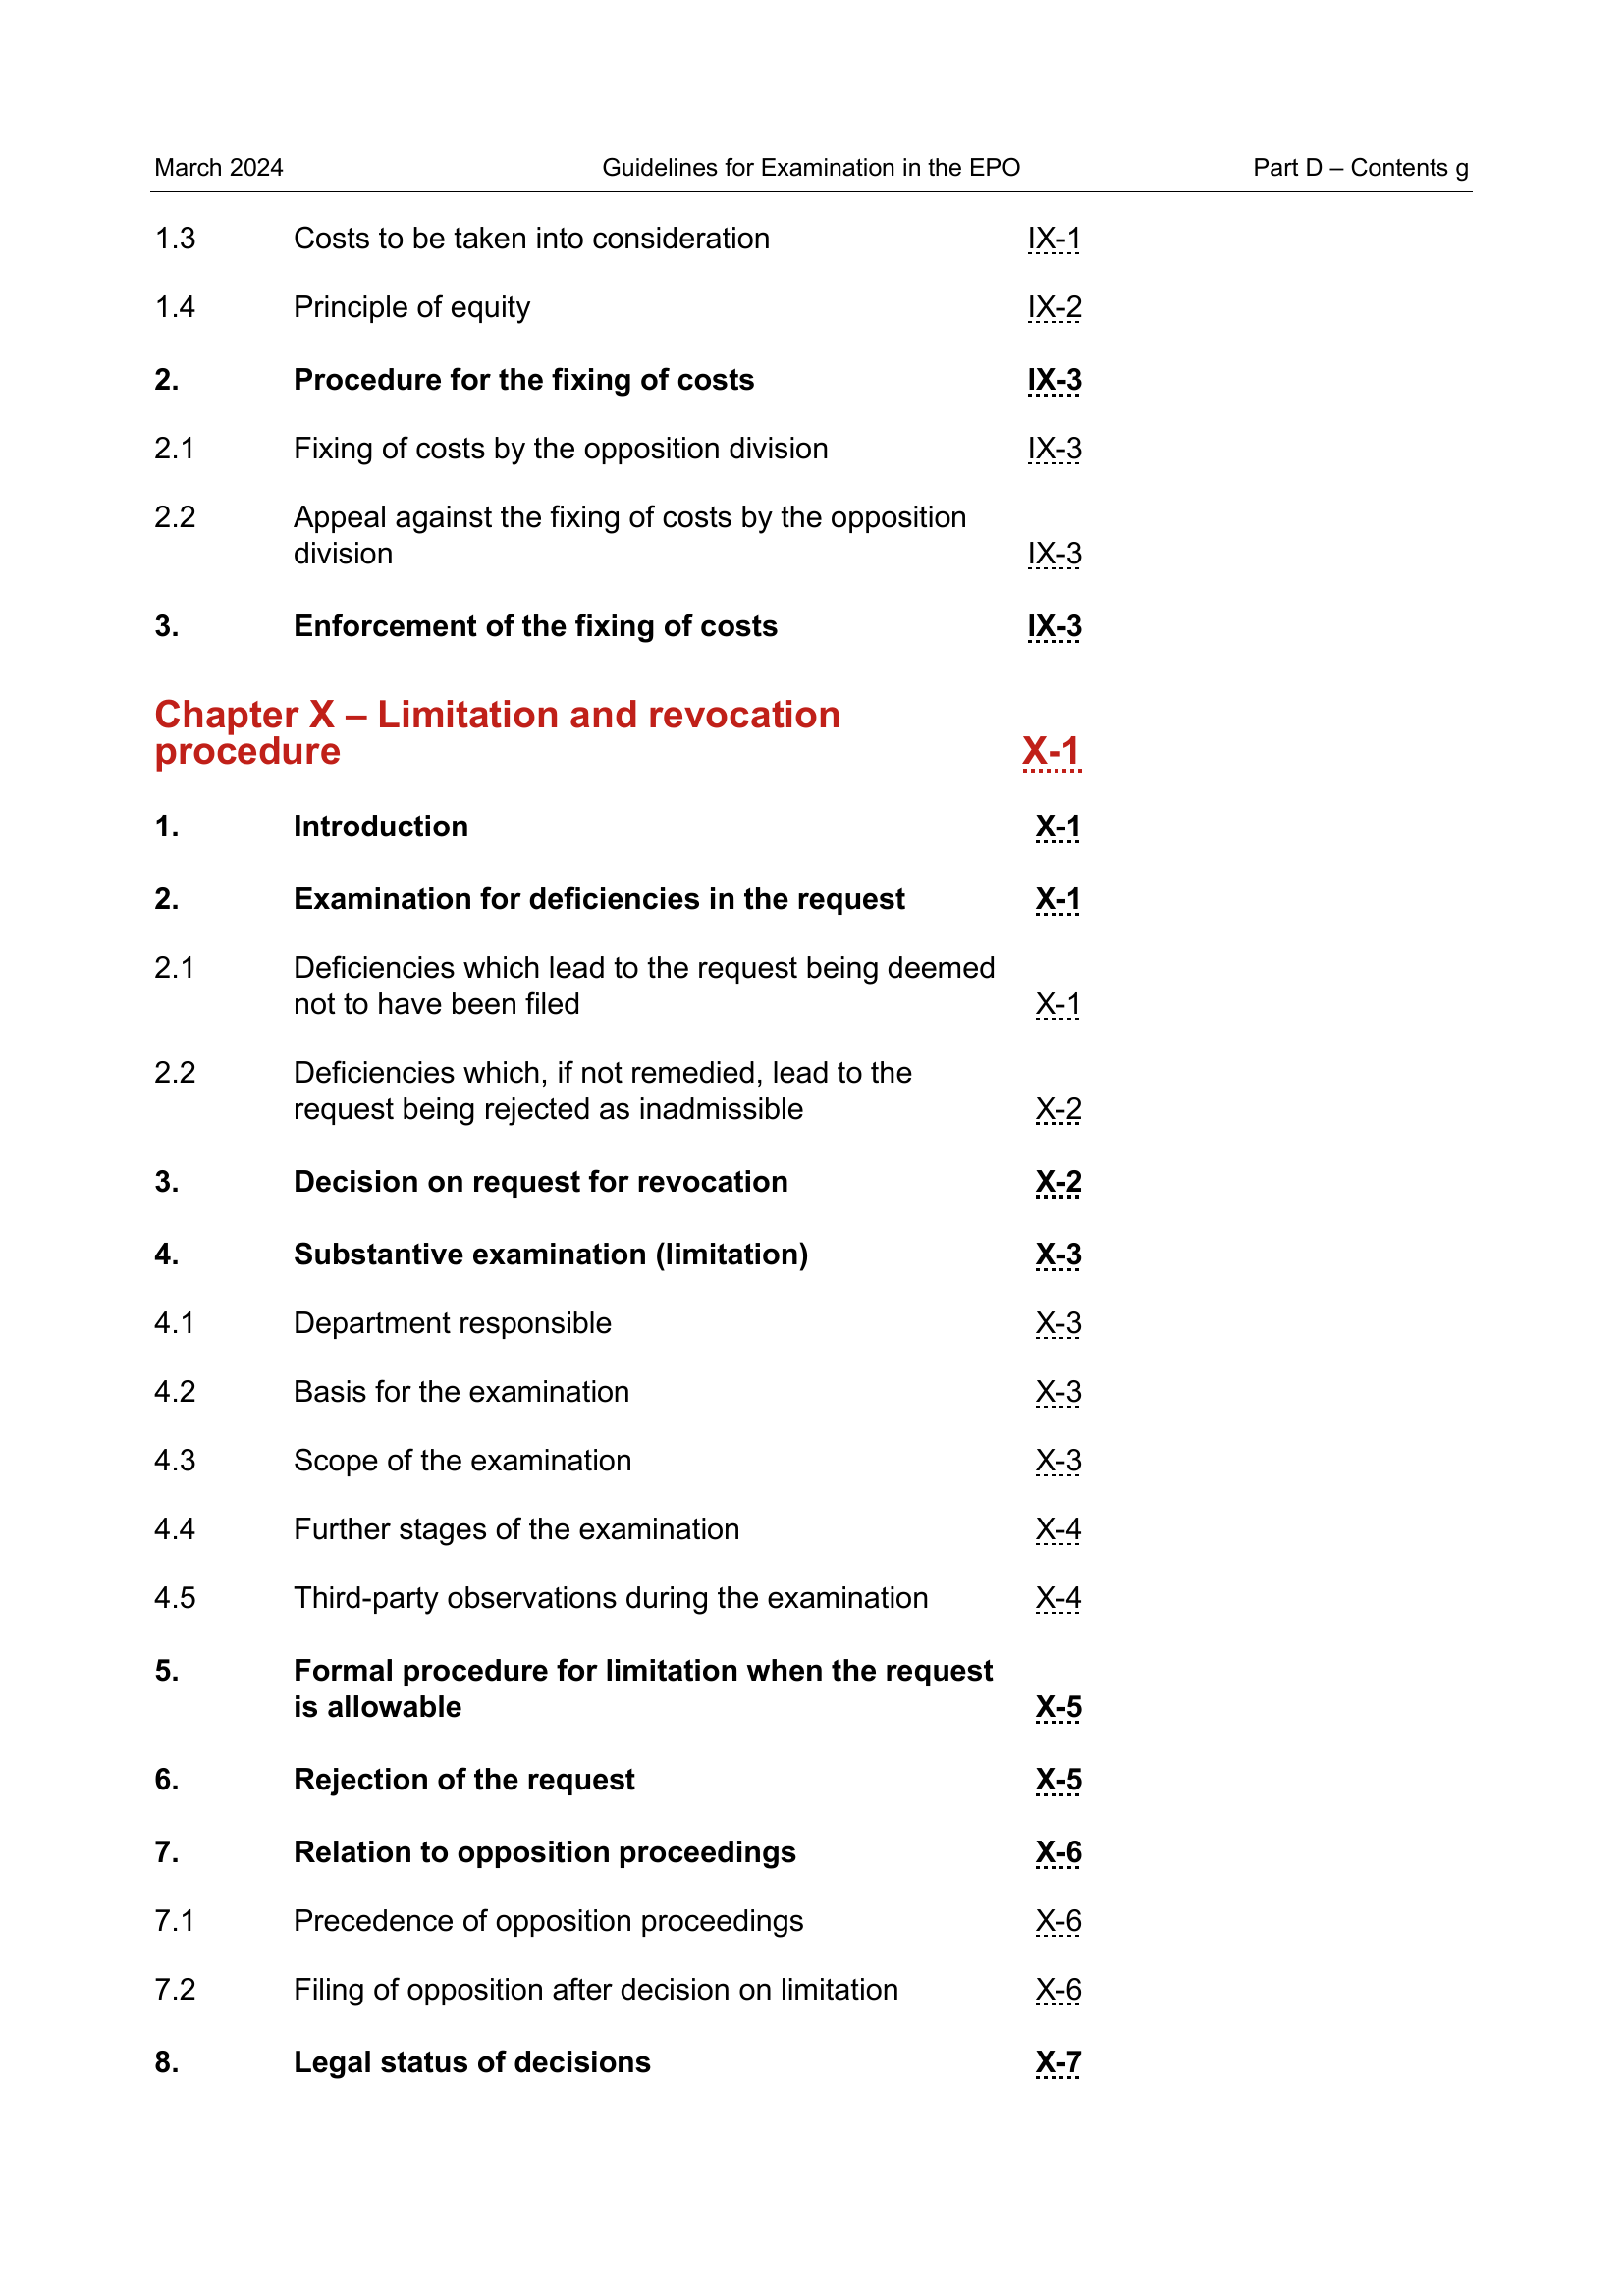 March 2024 Guidelines for Examination in the EPO Part D – Contents g
1.3 Costs to be taken into consideration IX-1
1.4 Principle of equity IX-2
2. Procedure for the fixing of costs IX-3
2.1 Fixing of costs by the opposition division IX-3
2.2 Appeal against the fixing of costs by the opposition
division IX-3
3. Enforcement of the fixing of costs IX-3
Chapter X – Limitation and revocation
procedure X-1
1. Introduction X-1
2. Examination for deficiencies in the request X-1
2.1 Deficiencies which lead to the request being deemed
not to have been filed X-1
2.2 Deficiencies which, if not remedied, lead to the
request being rejected as inadmissible X-2
3. Decision on request for revocation X-2
4. Substantive examination (limitation) X-3
4.1 Department responsible X-3
4.2 Basis for the examination X-3
4.3 Scope of the examination X-3
4.4 Further stages of the examination X-4
4.5 Third-party observations during the examination X-4
5. Formal procedure for limitation when the request
is allowable X-5
6. Rejection of the request X-5
7. Relation to opposition proceedings X-6
7.1 Precedence of opposition proceedings X-6
7.2 Filing of opposition after decision on limitation X-6
8. Legal status of decisions X-7